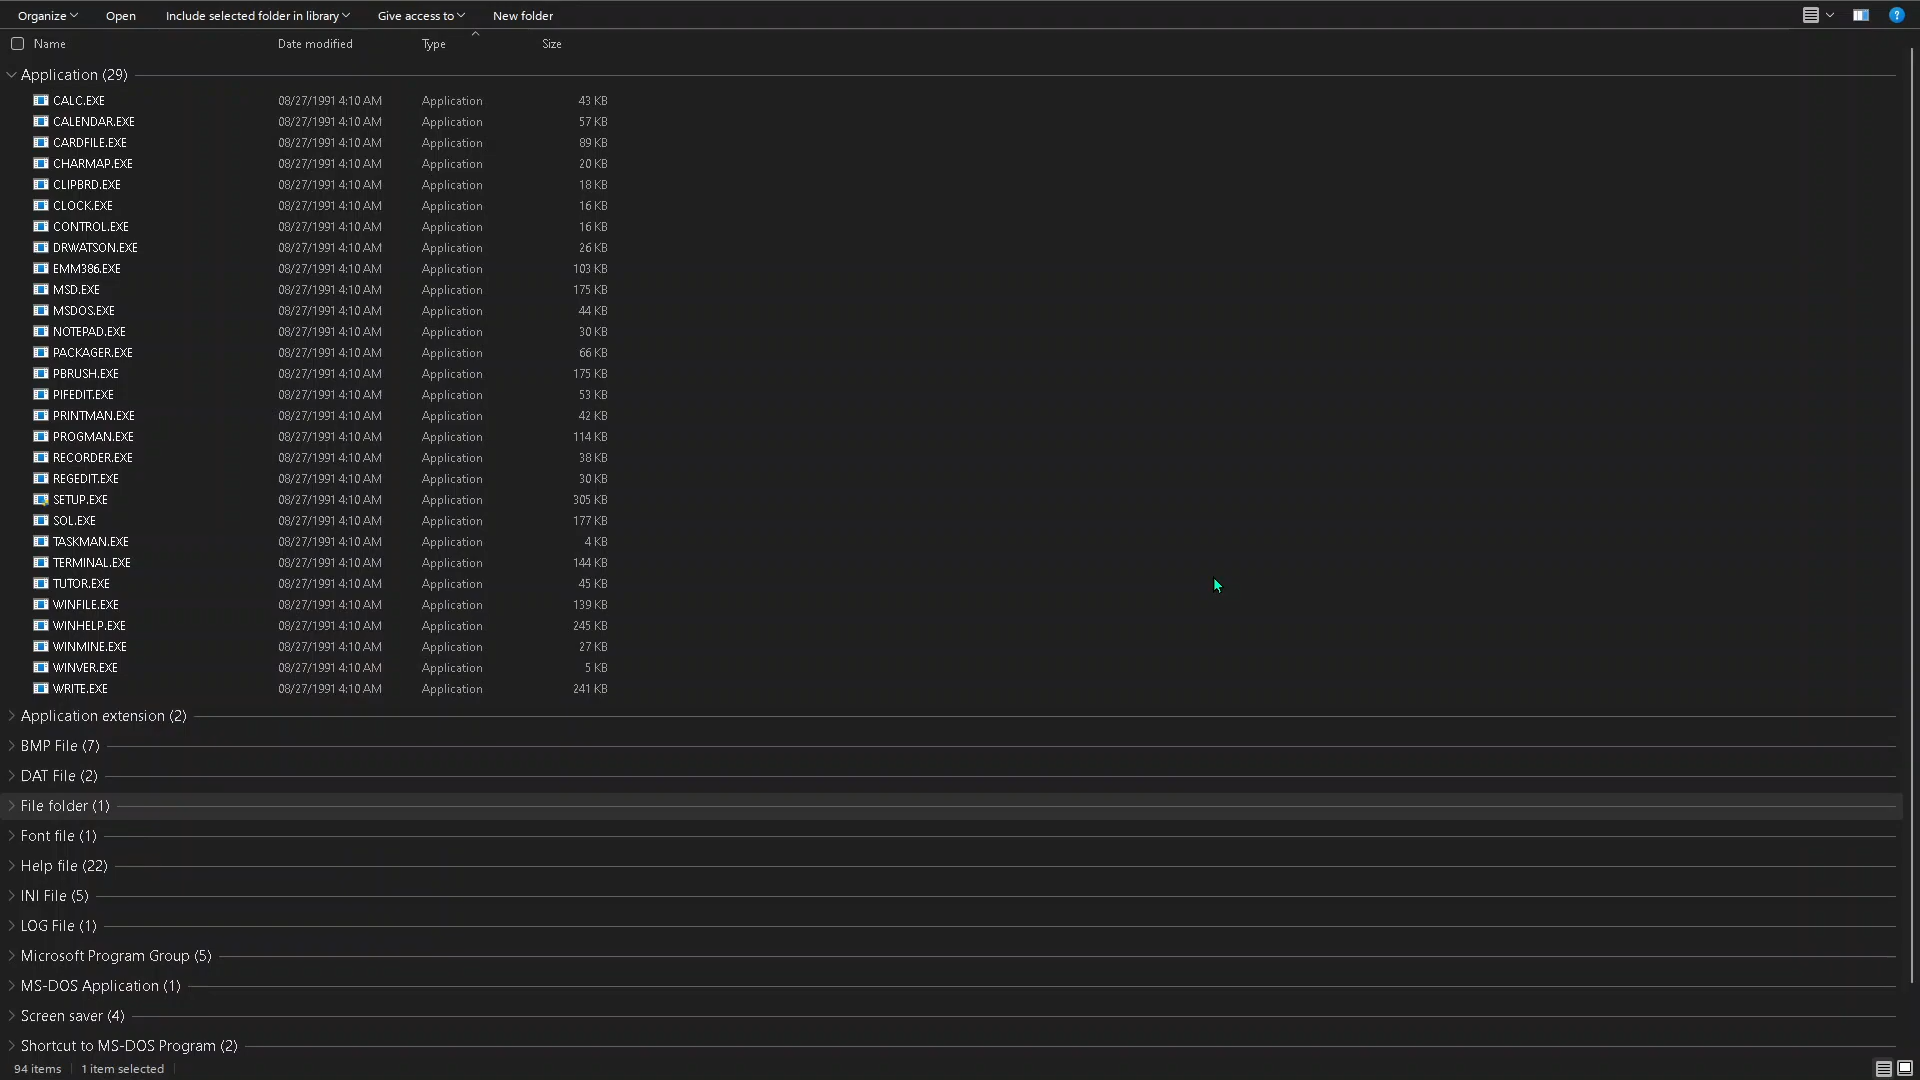 Organize Open Include selected folder in library Give access to New folder
Name Date modified Type Size
Application (29)
CALC.EXE 08/27/1991 4:10 AM Application 43 KB
CALENDAR.EXE 08/27/1991 4:10 AM Application 57 KB
CARDFILE.EXE 08/27/1991 4:10 AM Application 89 KB
CHARMAP.EXE 08/27/1991 4:10 AM Application 20 KB
CLIPBRD.EXE 08/27/1991 4:10 AM Application 18 KB
CLOCK.EXE 08/27/1991 4:10 AM Application 16 KB
CONTROL.EXE 08/27/1991 4:10 AM Application 16 KB
DRWATSON.EXE 08/27/1991 4:10 AM Application 26 KB
EMM386.EXE 08/27/1991 4:10 AM Application 103 KB
MSD.EXE 08/27/1991 4:10 AM Application 175 KB
MSDOS.EXE 08/27/1991 4:10 AM Application 44 KB
NOTEPAD.EXE 08/27/1991 4:10 AM Application 30 KB
PACKAGER.EXE 08/27/1991 4:10 AM Application 66 KB
PBRUSH.EXE 08/27/1991 4:10 AM Application 175 KB
PIFEDIT.EXE 08/27/1991 4:10 AM Application 53 KB
PRINTMAN.EXE 08/27/1991 4:10 AM Application 42 KB
PROGMAN.EXE 08/27/1991 4:10 AM Application 114 KB
RECORDER.EXE 08/27/1991 4:10 AM Application 38 KB
REGEDIT.EXE 08/27/1991 4:10 AM Application 30 KB
SETUP.EXE 08/27/1991 4:10 AM Application 305 KB
SOL.EXE 08/27/1991 4:10 AM Application 177 KB
TASKMAN.EXE 08/27/1991 4:10 AM Application 4 KB
TERMINAL.EXE 08/27/1991 4:10 AM Application 144 KB
TUTOR.EXE 08/27/1991 4:10 AM Application 45 KB
WINFILE.EXE 08/27/1991 4:10 AM Application 139 KB
WINHELP.EXE 08/27/1991 4:10 AM Application 245 KB
WINMINE.EXE 08/27/1991 4:10 AM Application 27 KB
WINVER.EXE 08/27/1991 4:10 AM Application 5 KB
WRITE.EXE 08/27/1991 4:10 AM Application 241 KB
Application extension (2)
BMP File (7)
DAT File (2)
File folder (1)
Font file (1)
Help file (22)
INI File (5)
LOG File (1)
Microsoft Program Group (5)
MS-DOS Application (1)
Screen saver (4)
Shortcut to MS-DOS Program (2)
94 items 1 item selected